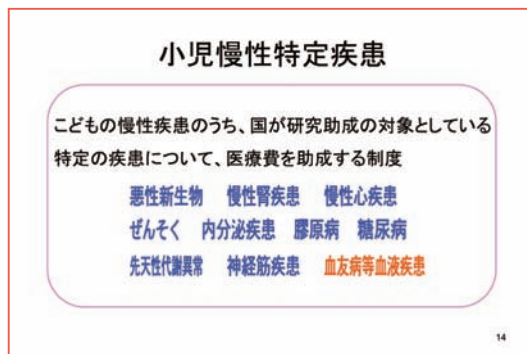 小児慢性特定疾患
こどもの慢性疾患のうち、国が研究助成の対象としている
特定の疾患について、医療費を助成する制度
悪性新生物 慢性腎疾患 慢性心疾患
ぜんそく 内分泌疾患 膠原病 糖尿病
先天性代謝異常 神経筋疾患 血友病等血液疾患
14